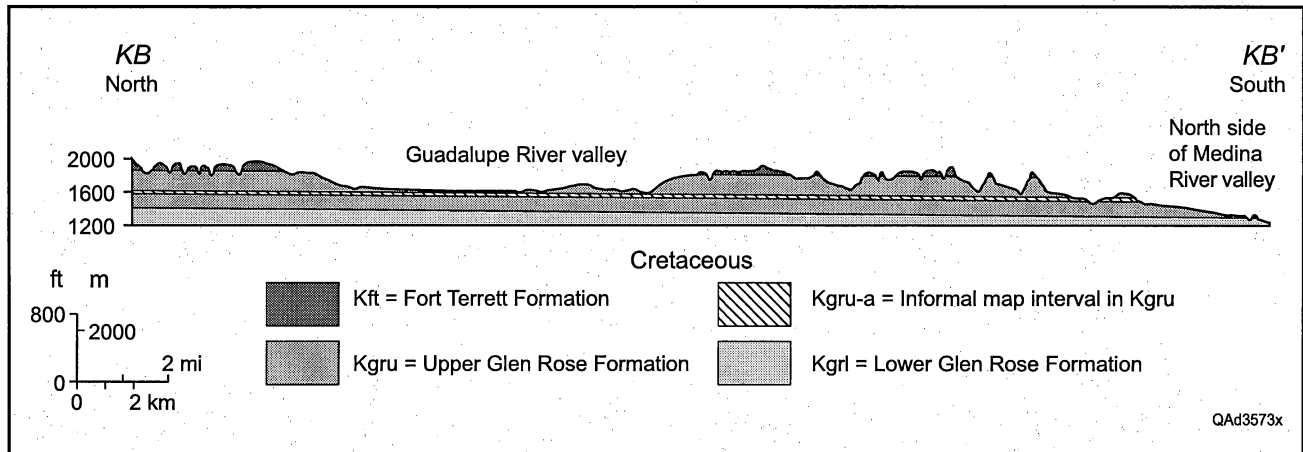 KB
North
KB'
South
North side
of Medina
River valley
Guadalupe River valley
2000
1600
1200
Cretaceous
ft m
800
2000
0
2 mi
0 2 km
Kft = Fort Terrett Formation
Kgru-a = Informal map interval in Kgru
Kgru = Upper Glen Rose Formation
Kgrl = Lower Glen Rose Formation
QAd3573x